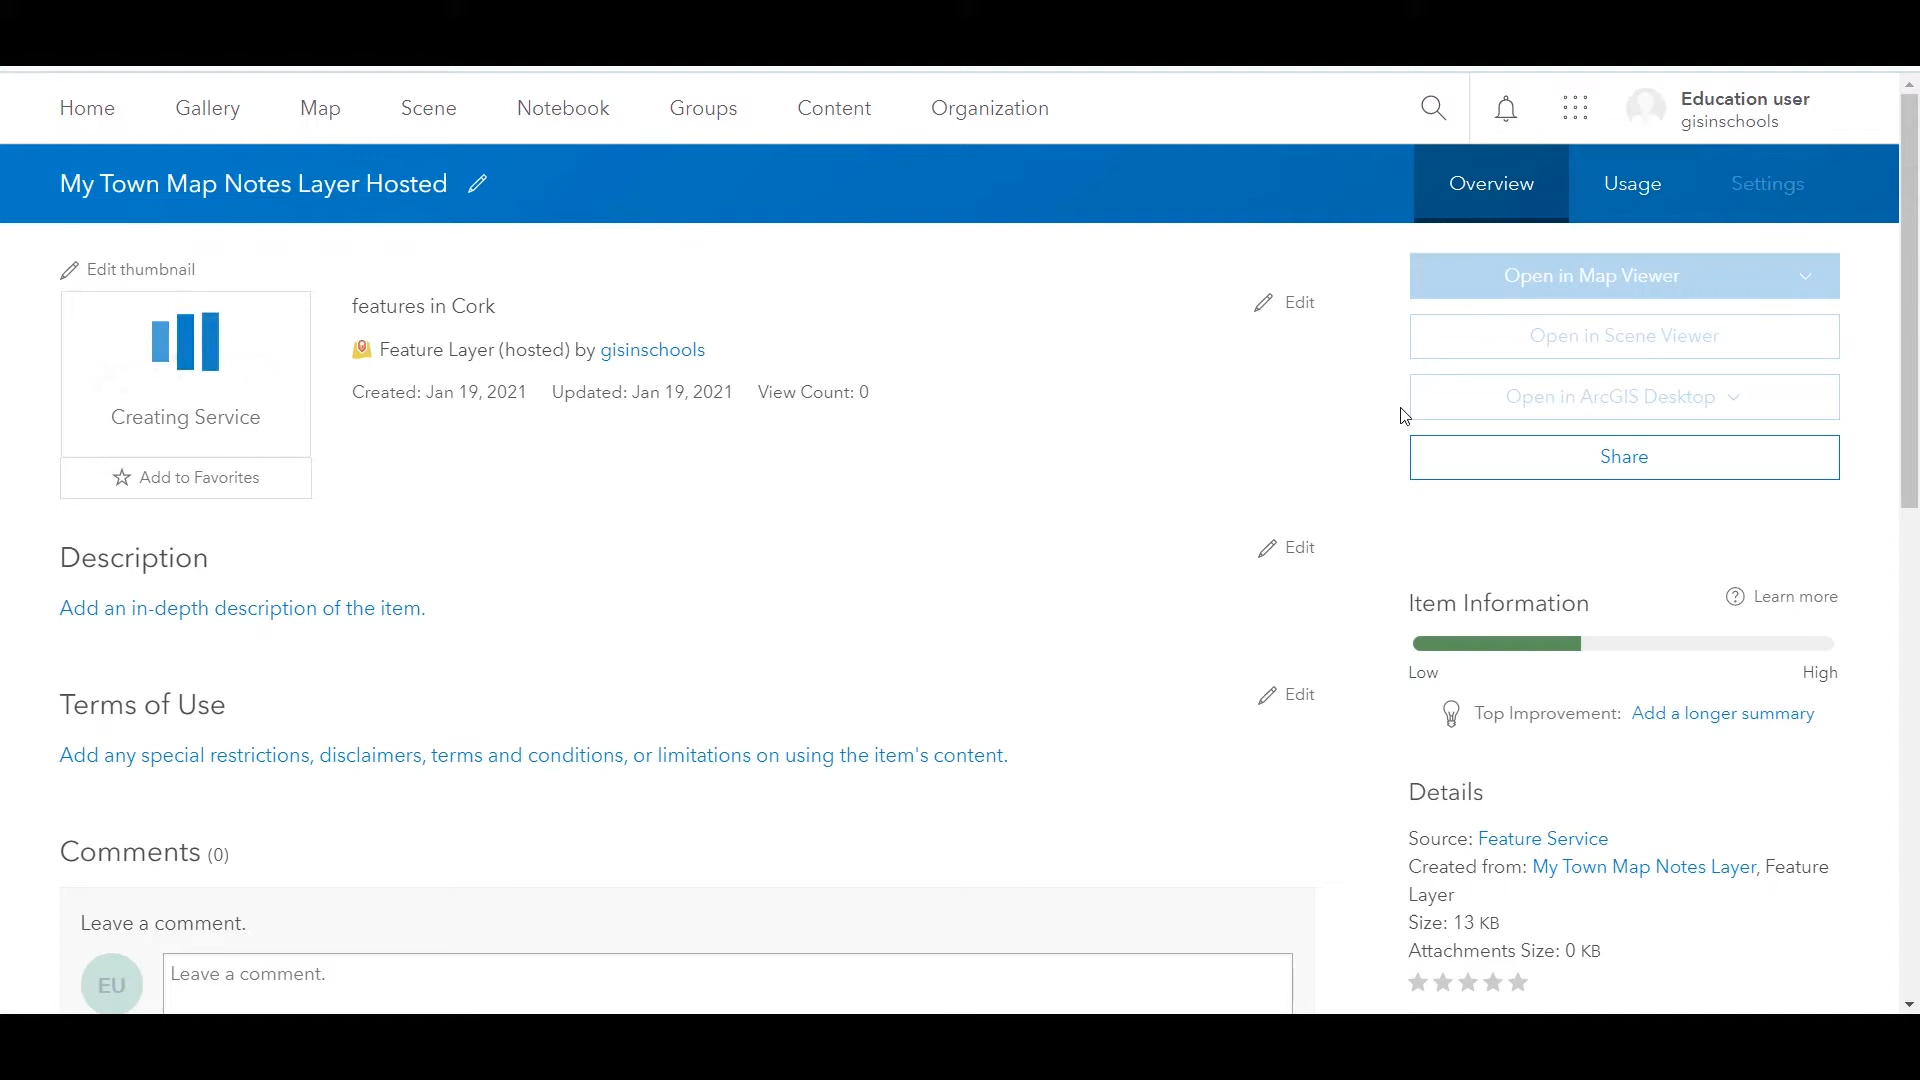 Home Gallery Map Scene Notebook Groups Content Organization
Education user
gisinschools
My Town Map Notes Layer Hosted
Overview Usage Settings
Edit thumbnail
Creating Service
Add to Favorites
features in Cork
Edit
Feature Layer (hosted) by gisinschools
Created: Jan 19, 2021 Updated: Jan 19, 2021 View Count: 0
Open in Map Viewer
Open in Scene Viewer
Open in ArcGIS Desktop
Share
Description
Edit
Add an in-depth description of the item.
Terms of Use
Edit
Add any special restrictions, disclaimers, terms and conditions, or limitations on using the item's content.
Comments (0)
Leave a comment.
EU
Leave a comment.
Item Information
Learn more
Low High
Top Improvement: Add a longer summary
Details
Source: Feature Service
Created from: My Town Map Notes Layer, Feature
Layer
Size: 13 KB
Attachments Size: 0 KB